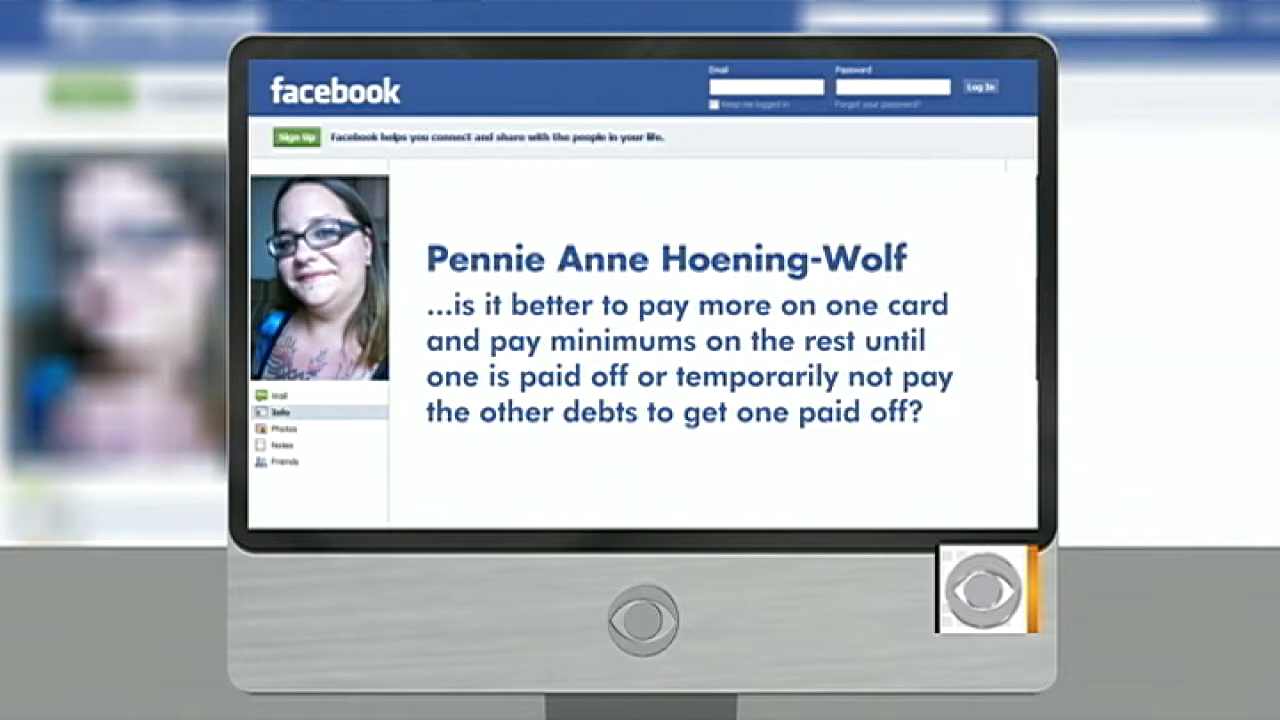 facebook
Email
Password
Log In
Keep me logged in
Forgot your password?
Sign Up
Facebook helps you connect and share with the people in your life.
Pennie Anne Hoening-Wolf
...is it better to pay more on one card
and pay minimums on the rest until
one is paid off or temporarily not pay
the other debts to get one paid off?
Wall
Info
Photos
Notes
Friends